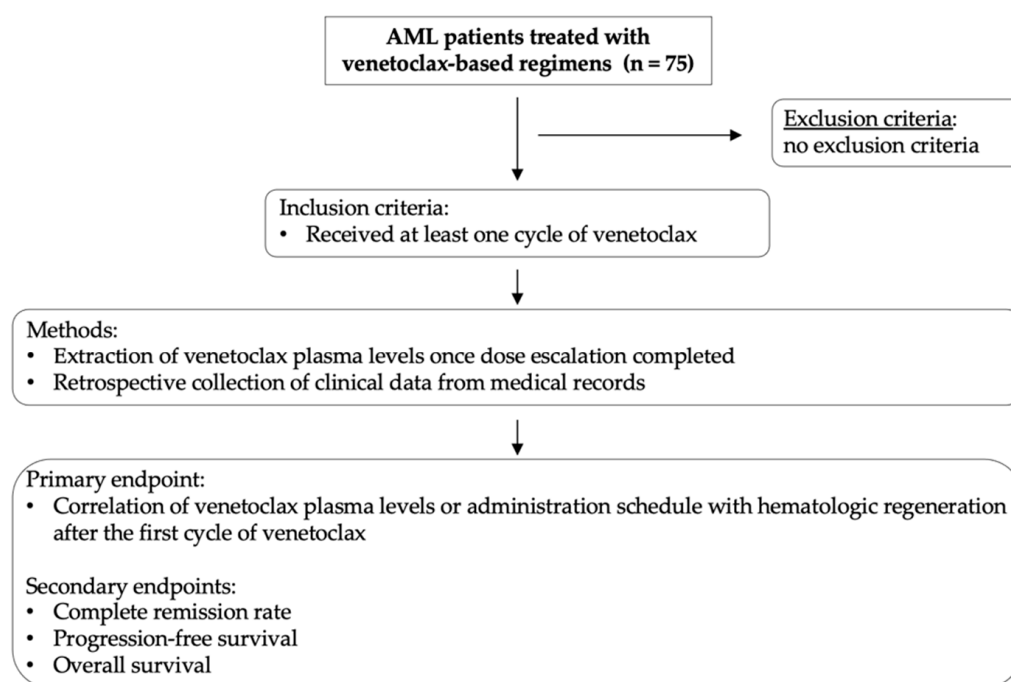 AML patients treated with
venetoclax-based regimens (n = 75)
Exclusion criteria:
no exclusion criteria
Inclusion criteria:
• Received at least one cycle of venetoclax
Methods:
• Extraction of venetoclax plasma levels once dose escalation completed
• Retrospective collection of clinical data from medical records
Primary endpoint:
• Correlation of venetoclax plasma levels or administration schedule with hematologic regeneration
after the first cycle of venetoclax
Secondary endpoints:
• Complete remission rate
• Progression-free survival
• Overall survival